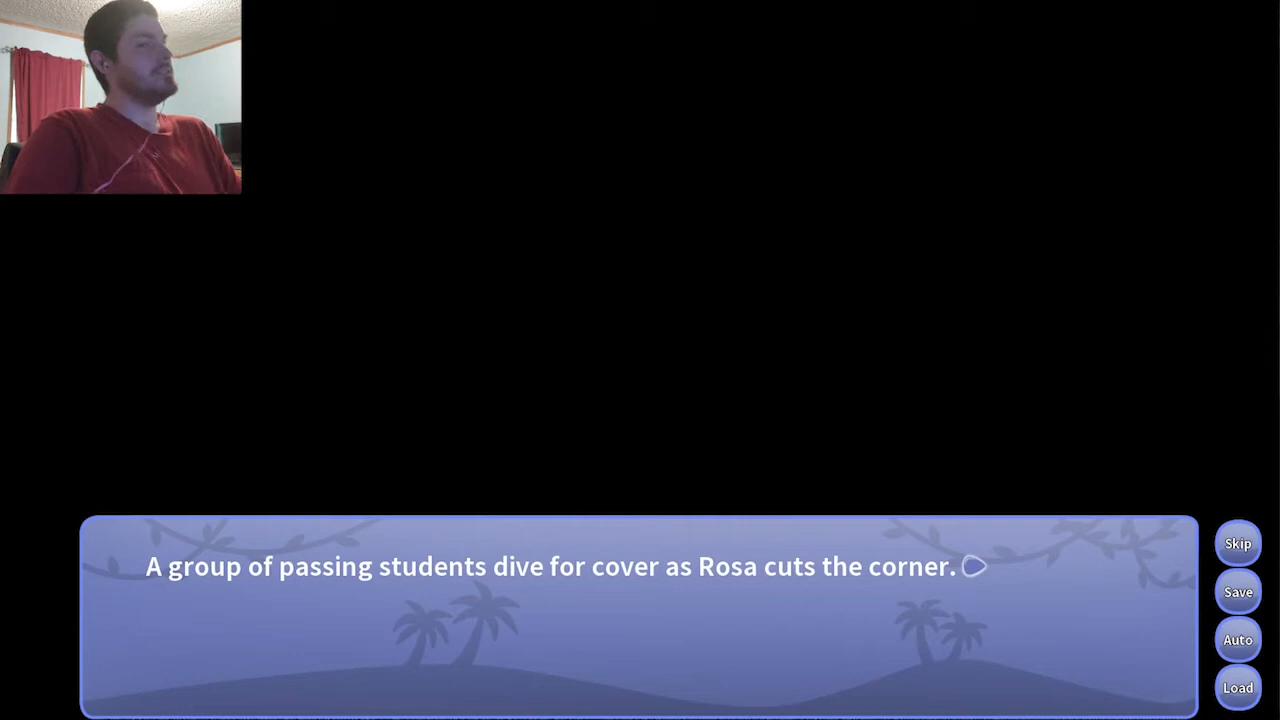 A group of passing students dive for cover as Rosa cuts the corner.
Skip
Save
Auto
Load